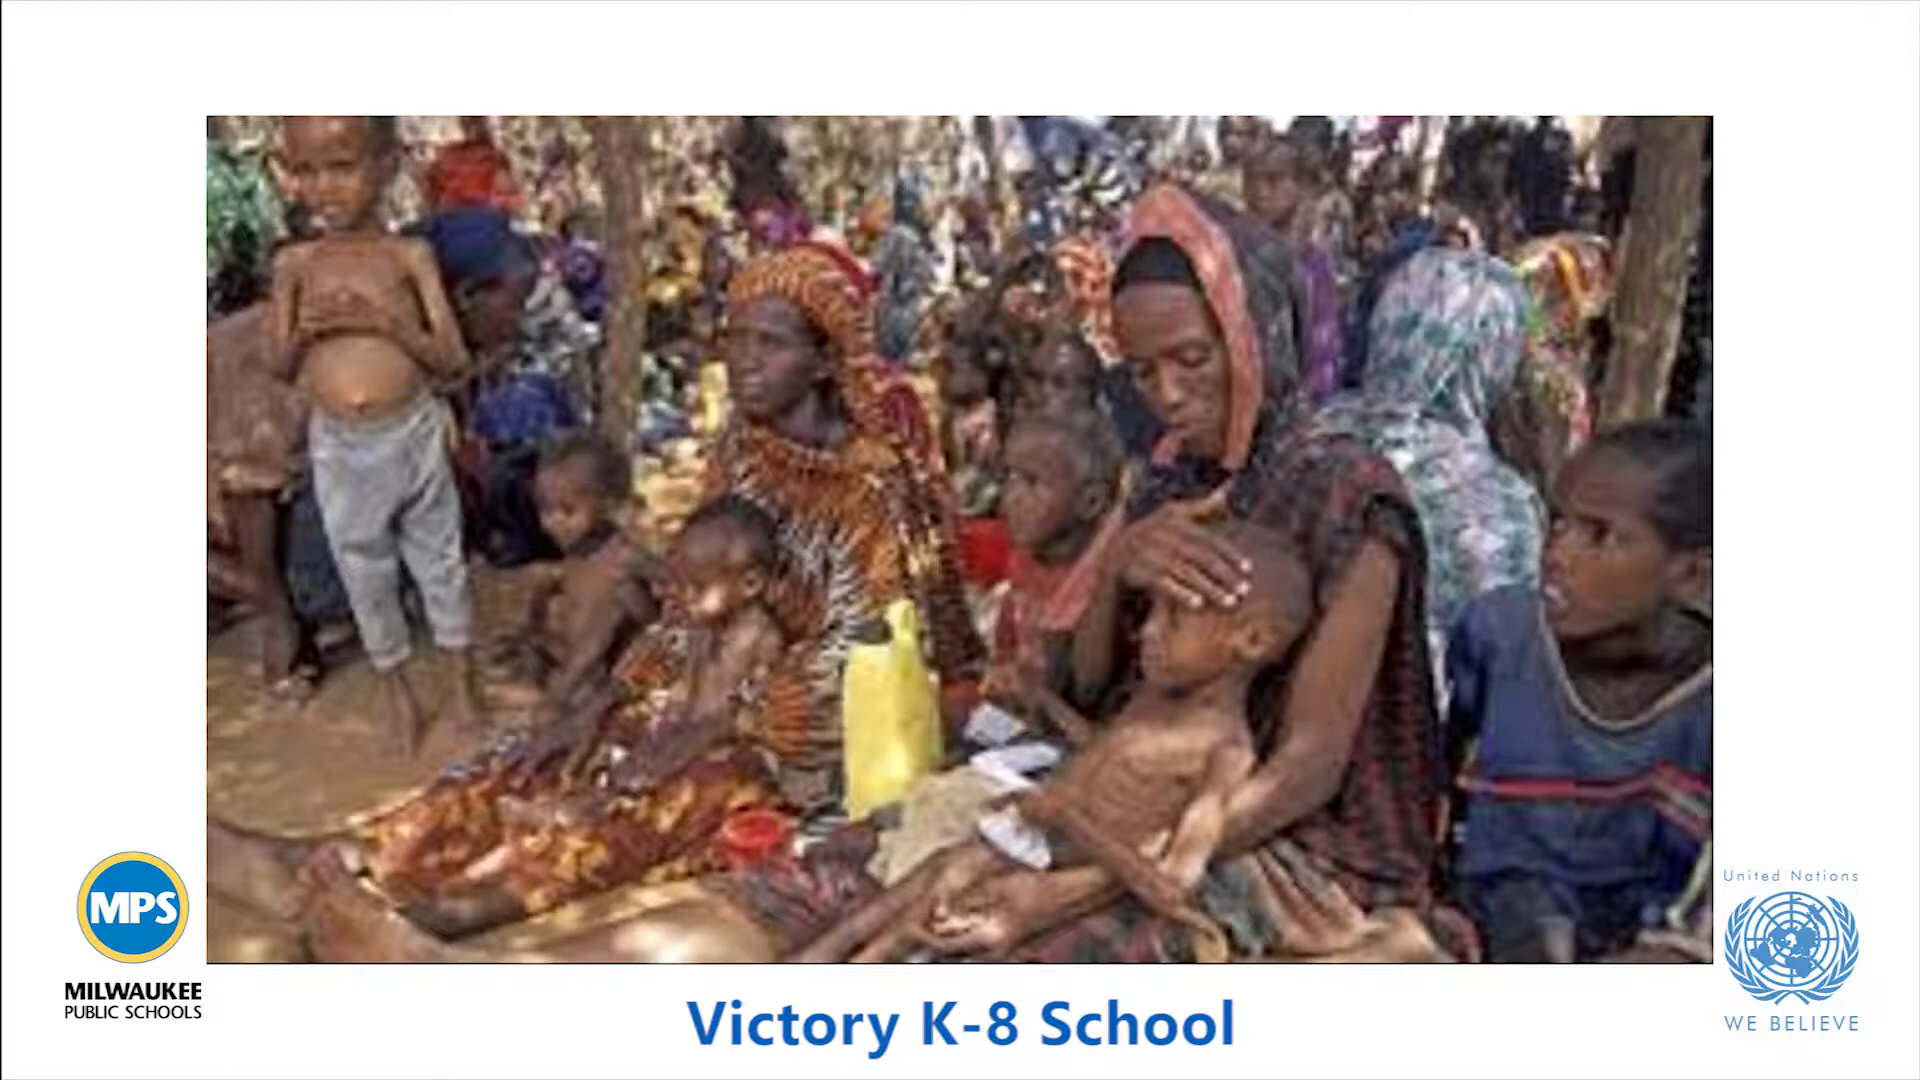 MPS
MILWAUKEE
PUBLIC SCHOOLS
Victory K-8 School
United Nations
WE BELIEVE